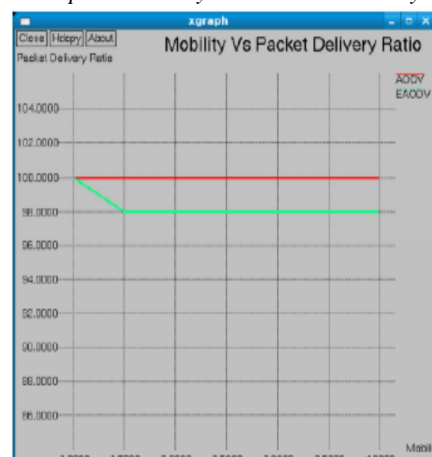 xgraph
Close Hdcpy About
Mobility Vs Packet Delivery Ratio
Packet Delivery Ratio
AODV
EAODV
104.0000
102.0000
100.0000
98.0000
96.0000
94.0000
92.0000
90.0000
88.0000
86.0000